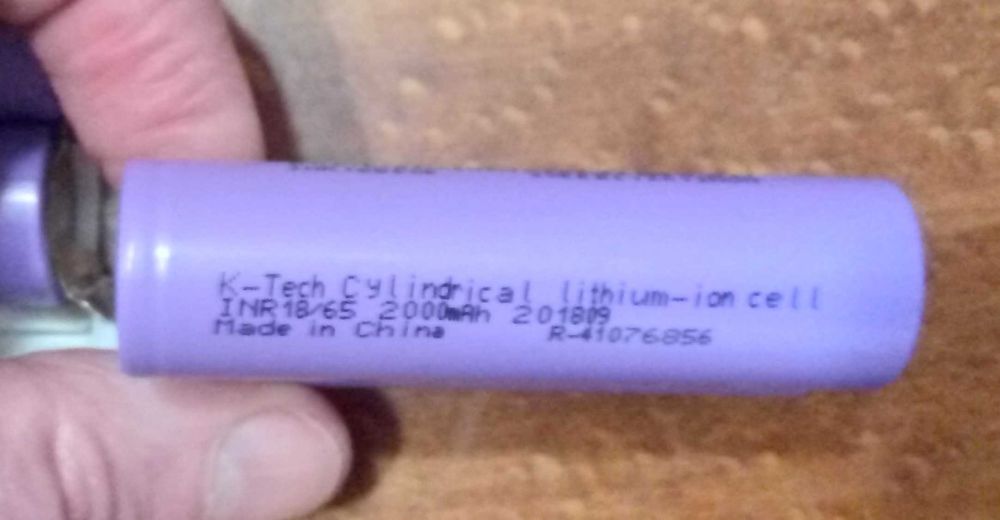 K-Tech Cylindrical lithium-ion cell
INR18/65 2000mAh 201809
Made in China R-41076856